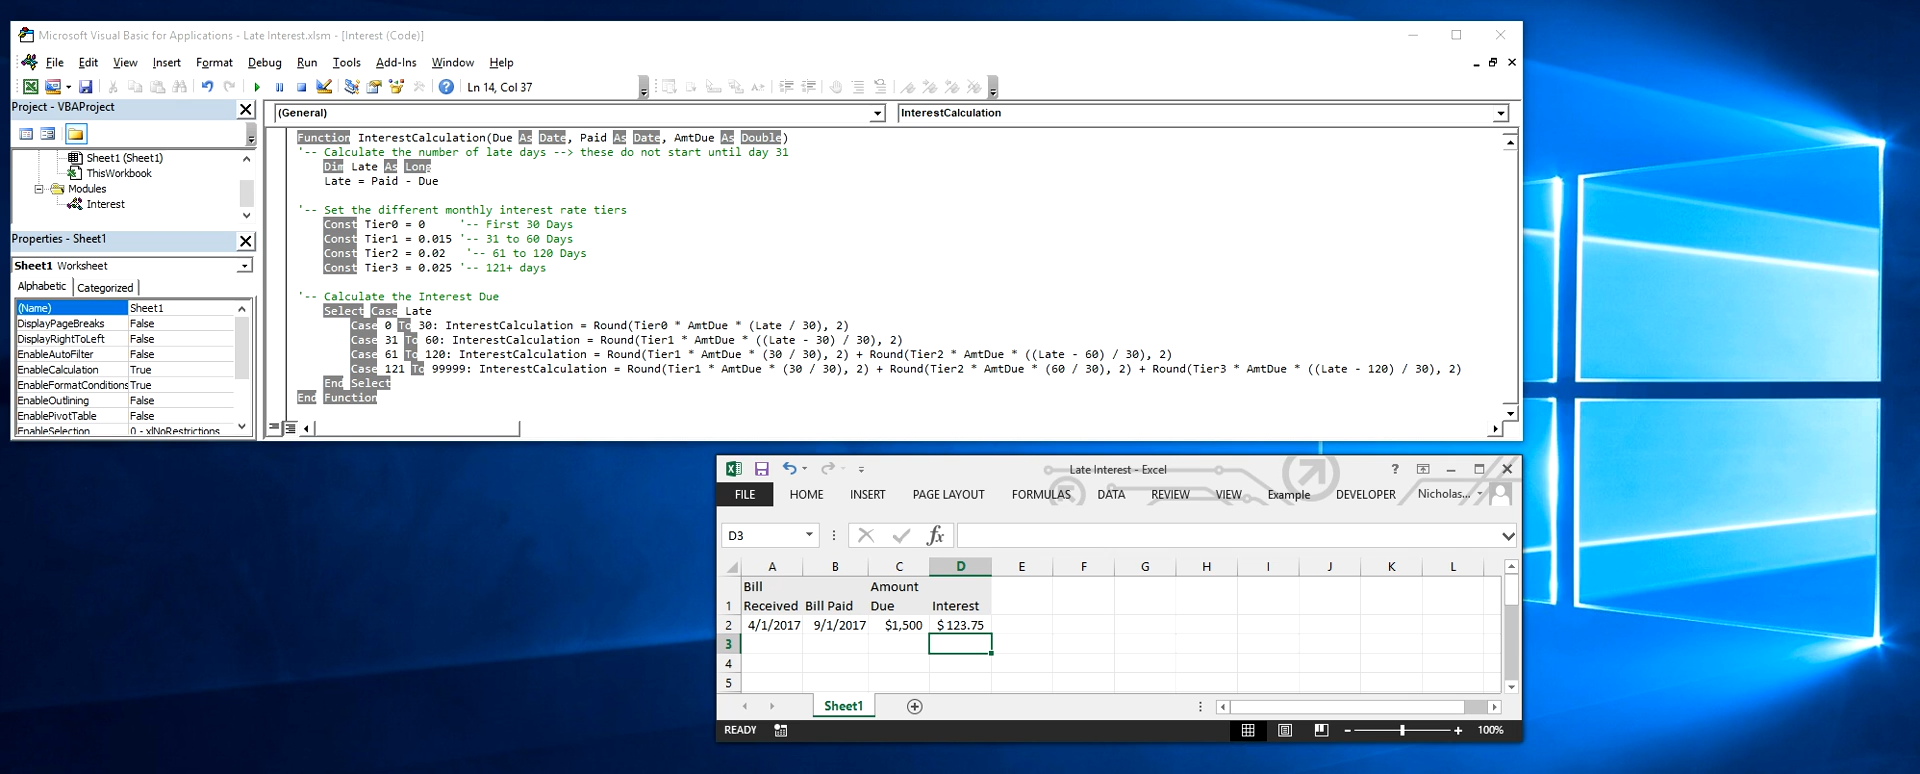 Microsoft Visual Basic for Applications - Late Interest.xlsm - [Interest (Code)]
File Edit View Insert Format Debug Run Tools Add-Ins Window Help
Ln 14, Col 37
Project - VBAProject
(General)
InterestCalculation
Sheet1 (Sheet1)
ThisWorkbook
Modules
Interest
Properties - Sheet1
Sheet1 Worksheet
Alphabetic Categorized
(Name) Sheet1
DisplayPageBreaks False
DisplayRightToLeft False
EnableAutoFilter False
EnableCalculation True
EnableFormatConditions True
EnableOutlining False
EnablePivotTable False
EnableSelection 0 - xlNoRestrictions
Function InterestCalculation(Due As Date, Paid As Date, AmtDue As Double)
'-- Calculate the number of late days --> these do not start until day 31
Dim Late As Long
Late = Paid - Due
'-- Set the different monthly interest rate tiers
Const Tier0 = 0 '-- First 30 Days
Const Tier1 = 0.015 '-- 31 to 60 Days
Const Tier2 = 0.02 '-- 61 to 120 Days
Const Tier3 = 0.025 '-- 121+ days
'-- Calculate the Interest Due
Select Case Late
Case 0 To 30: InterestCalculation = Round(Tier0 * AmtDue * (Late / 30), 2)
Case 31 To 60: InterestCalculation = Round(Tier1 * AmtDue * ((Late - 30) / 30), 2)
Case 61 To 120: InterestCalculation = Round(Tier1 * AmtDue * (30 / 30), 2) + Round(Tier2 * AmtDue * ((Late - 60) / 30), 2)
Case 121 To 99999: InterestCalculation = Round(Tier1 * AmtDue * (30 / 30), 2) + Round(Tier2 * AmtDue * (60 / 30), 2) + Round(Tier3 * AmtDue * ((Late - 120) / 30), 2)
End Select
End Function
Late Interest - Excel
FILE HOME INSERT PAGE LAYOUT FORMULAS DATA REVIEW VIEW Example DEVELOPER Nicholas...
D3
fx
A B C D E F G H I J K L
Bill Amount
1 Received Bill Paid Due Interest
2 4/1/2017 9/1/2017 $1,500 $ 123.75
3
4
5
Sheet1
READY
100%